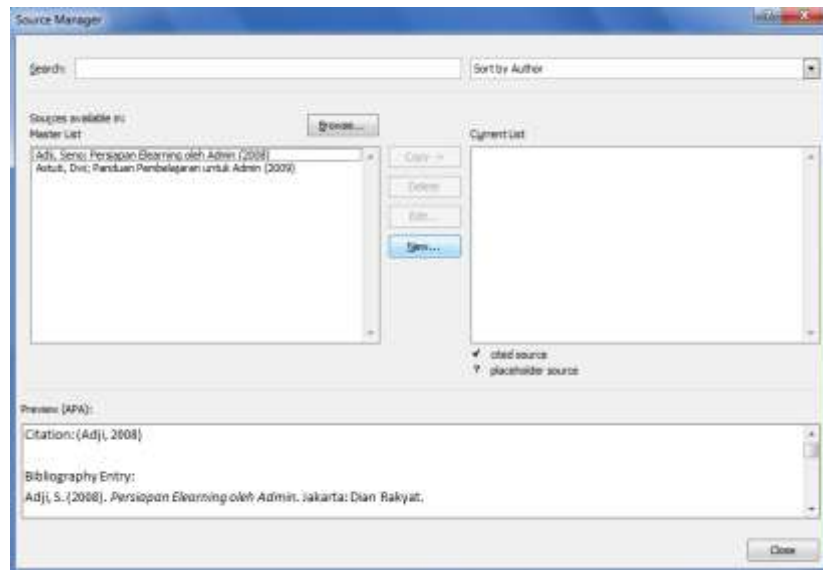 Source Manager
Search:
Sort by Author
Sources available in:
Master List
Browse...
Current List
Adji, Seno; Persiapan Elearning oleh Admin (2008)
Astuti, Dwi; Panduan Pembelajaran untuk Admin (2009)
Copy ->
Delete
Edit...
New...
cited source
? placeholder source
Preview (APA):
Citation: (Adji, 2008)
Bibliography Entry:
Adji, S. (2008). Persiapan Elearning oleh Admin. Jakarta: Dian Rakyat.
Close